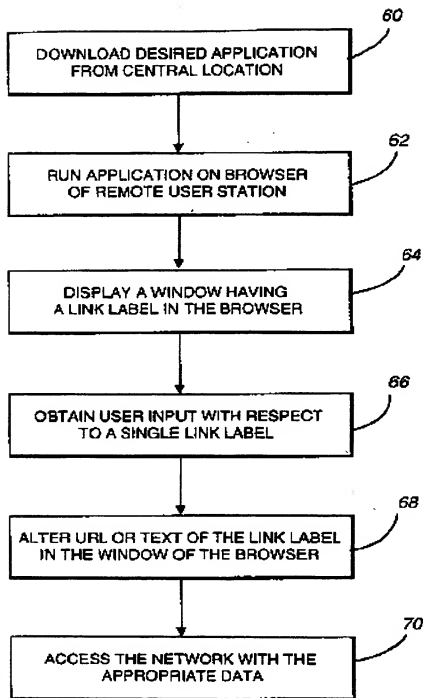 60
DOWNLOAD DESIRED APPLICATION
FROM CENTRAL LOCATION
62
RUN APPLICATION ON BROWSER
OF REMOTE USER STATION
64
DISPLAY A WINDOW HAVING
A LINK LABEL IN THE BROWSER
66
OBTAIN USER INPUT WITH RESPECT
TO A SINGLE LINK LABEL
68
ALTER URL OR TEXT OF THE LINK LABEL
IN THE WINDOW OF THE BROWSER
70
ACCESS THE NETWORK WITH THE
APPROPRIATE DATA